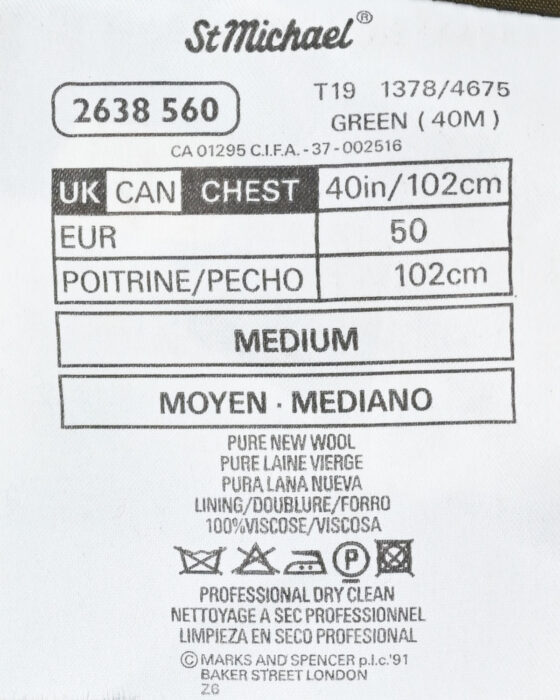 St Michael®
2638 560
T19 1378/4675
GREEN (40M)
CA 01295 C.I.F.A. -37-002516
UK CAN CHEST 40in/102cm
EUR 50
POITRINE/PECHO 102cm
MEDIUM
MOYEN · MEDIANO
PURE NEW WOOL
PURE LAINE VIERGE
PURA LANA NUEVA
LINING/DOUBLURE/FORRO
100%VISCOSE/VISCOSA
P
PROFESSIONAL DRY CLEAN
NETTOYAGE A SEC PROFESSIONNEL
LIMPIEZA EN SECO PROFESIONAL
© MARKS AND SPENCER p.l.c.'91
BAKER STREET LONDON
Z6